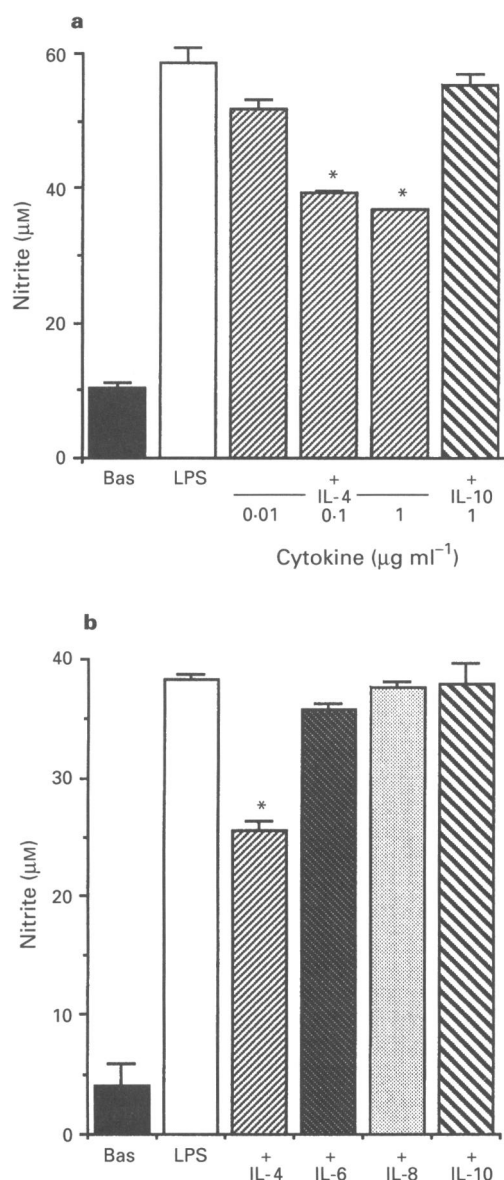 a
60
40
20
0
Nitrite (µM)
*
*
Bas LPS + +
IL-4 IL-10
0·01 0·1 1 1
Cytokine (µg ml⁻¹)
b
40
30
20
10
0
Nitrite (µM)
*
Bas LPS + + + +
IL-4 IL-6 IL-8 IL-10